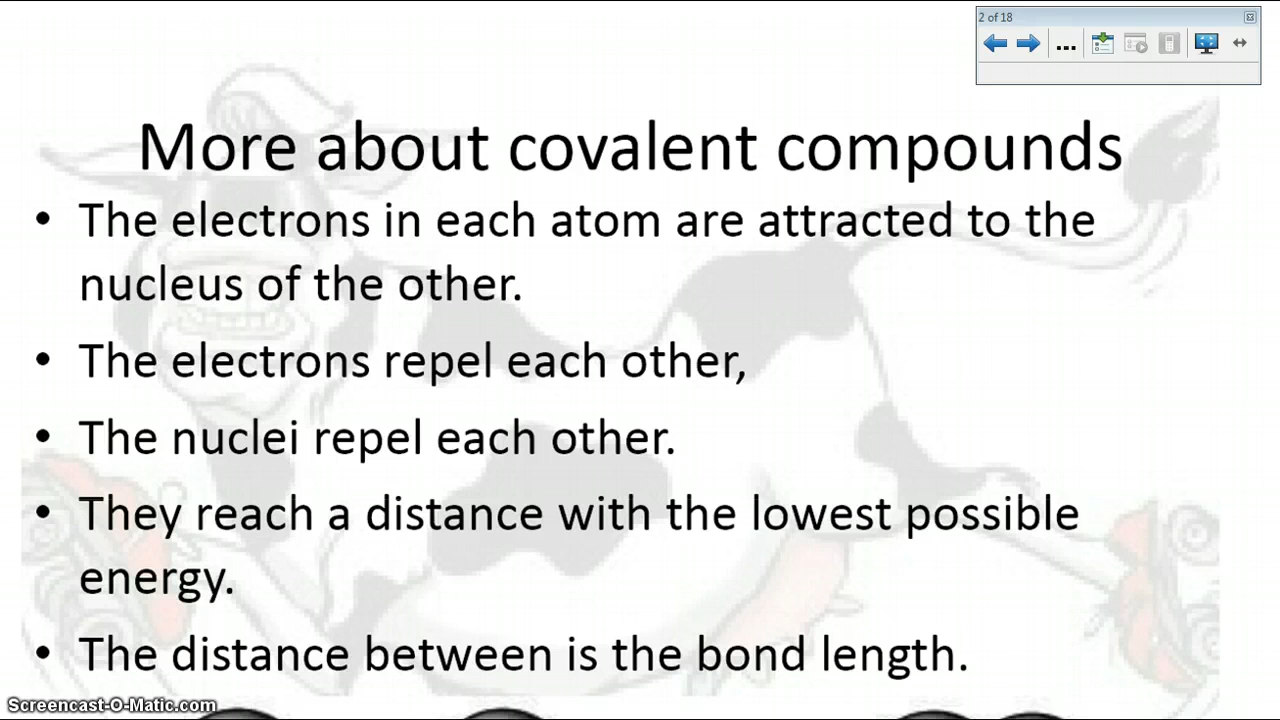 2 of 18
More about covalent compounds
• The electrons in each atom are attracted to the
nucleus of the other.
• The electrons repel each other,
• The nuclei repel each other.
• They reach a distance with the lowest possible
energy.
• The distance between is the bond length.
Screencast-O-Matic.com